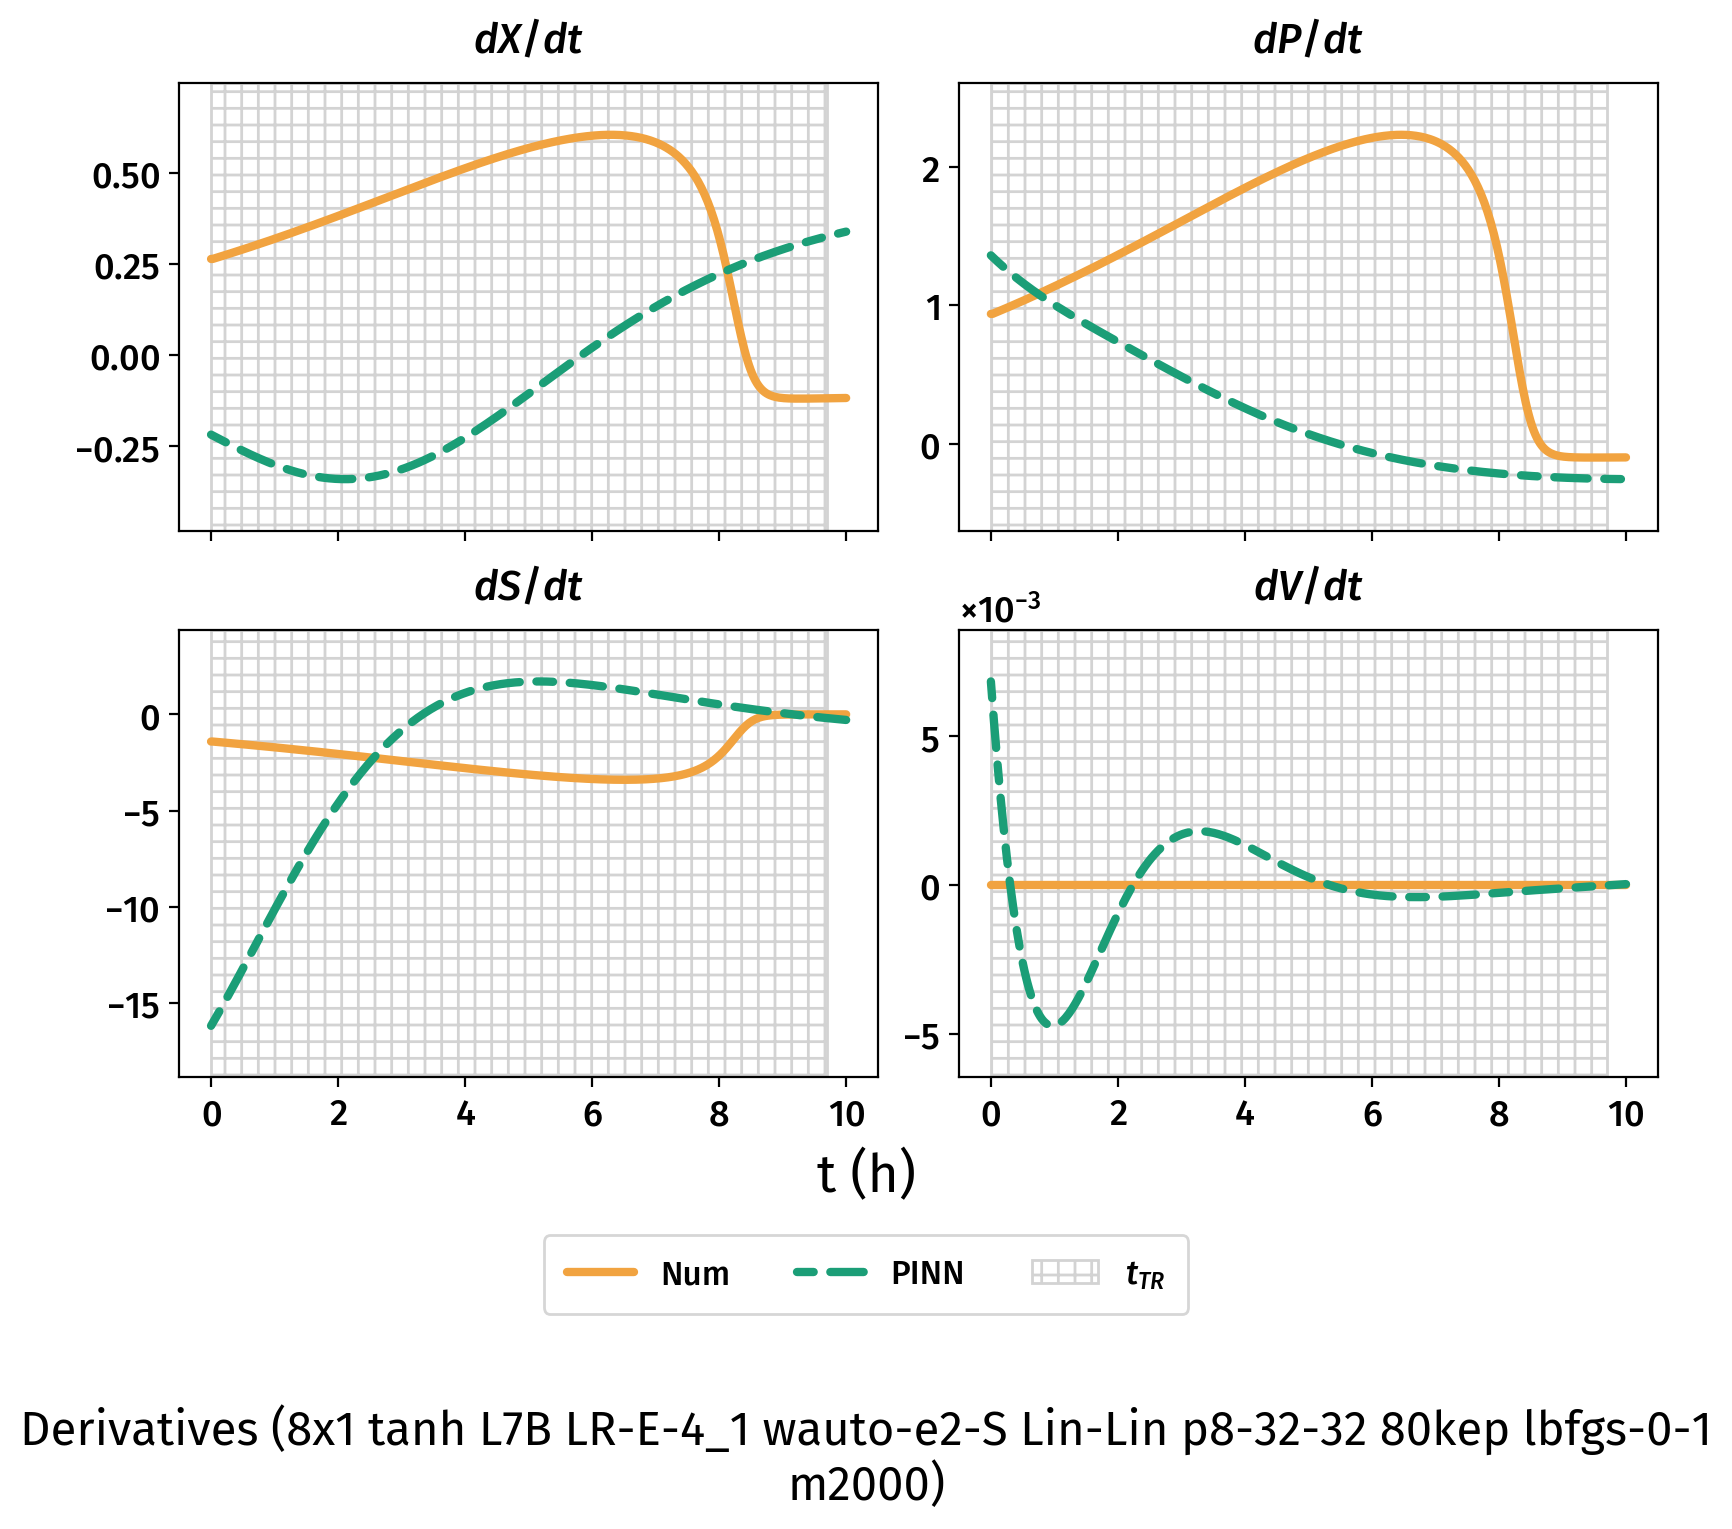 dX/dt
dP/dt
0.50
0.25
0.00
−0.25
2
1
0
dS/dt
dV/dt
×10⁻³
0
−5
−10
−15
5
0
−5
0 2 4 6 8 10
0 2 4 6 8 10
t (h)
Num PINN t_TR
Derivatives (8x1 tanh L7B LR-E-4_1 wauto-e2-S Lin-Lin p8-32-32 80kep lbfgs-0-1
m2000)